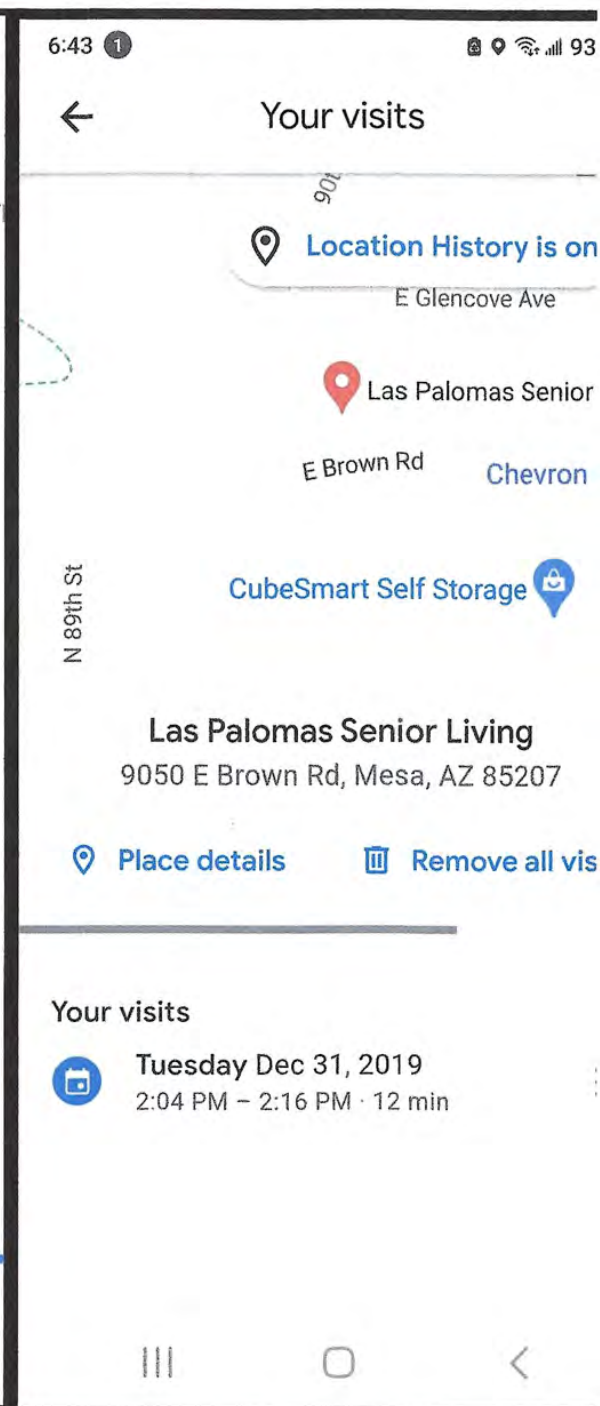 6:43 1 93
Your visits
Location History is on
E Glencove Ave
Las Palomas Senior
E Brown Rd
Chevron
N 89th St
CubeSmart Self Storage
Las Palomas Senior Living
9050 E Brown Rd, Mesa, AZ 85207
Place details Remove all vis
Your visits
Tuesday Dec 31, 2019
2:04 PM – 2:16 PM · 12 min